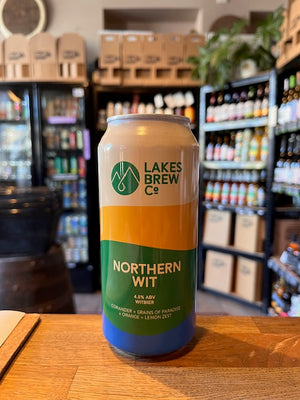 LAKES
BREW
Co
NORTHERN
WIT
4.5% ABV
WITBIER
CORIANDER + GRAINS OF PARADISE
+ ORANGE + LEMON ZEST